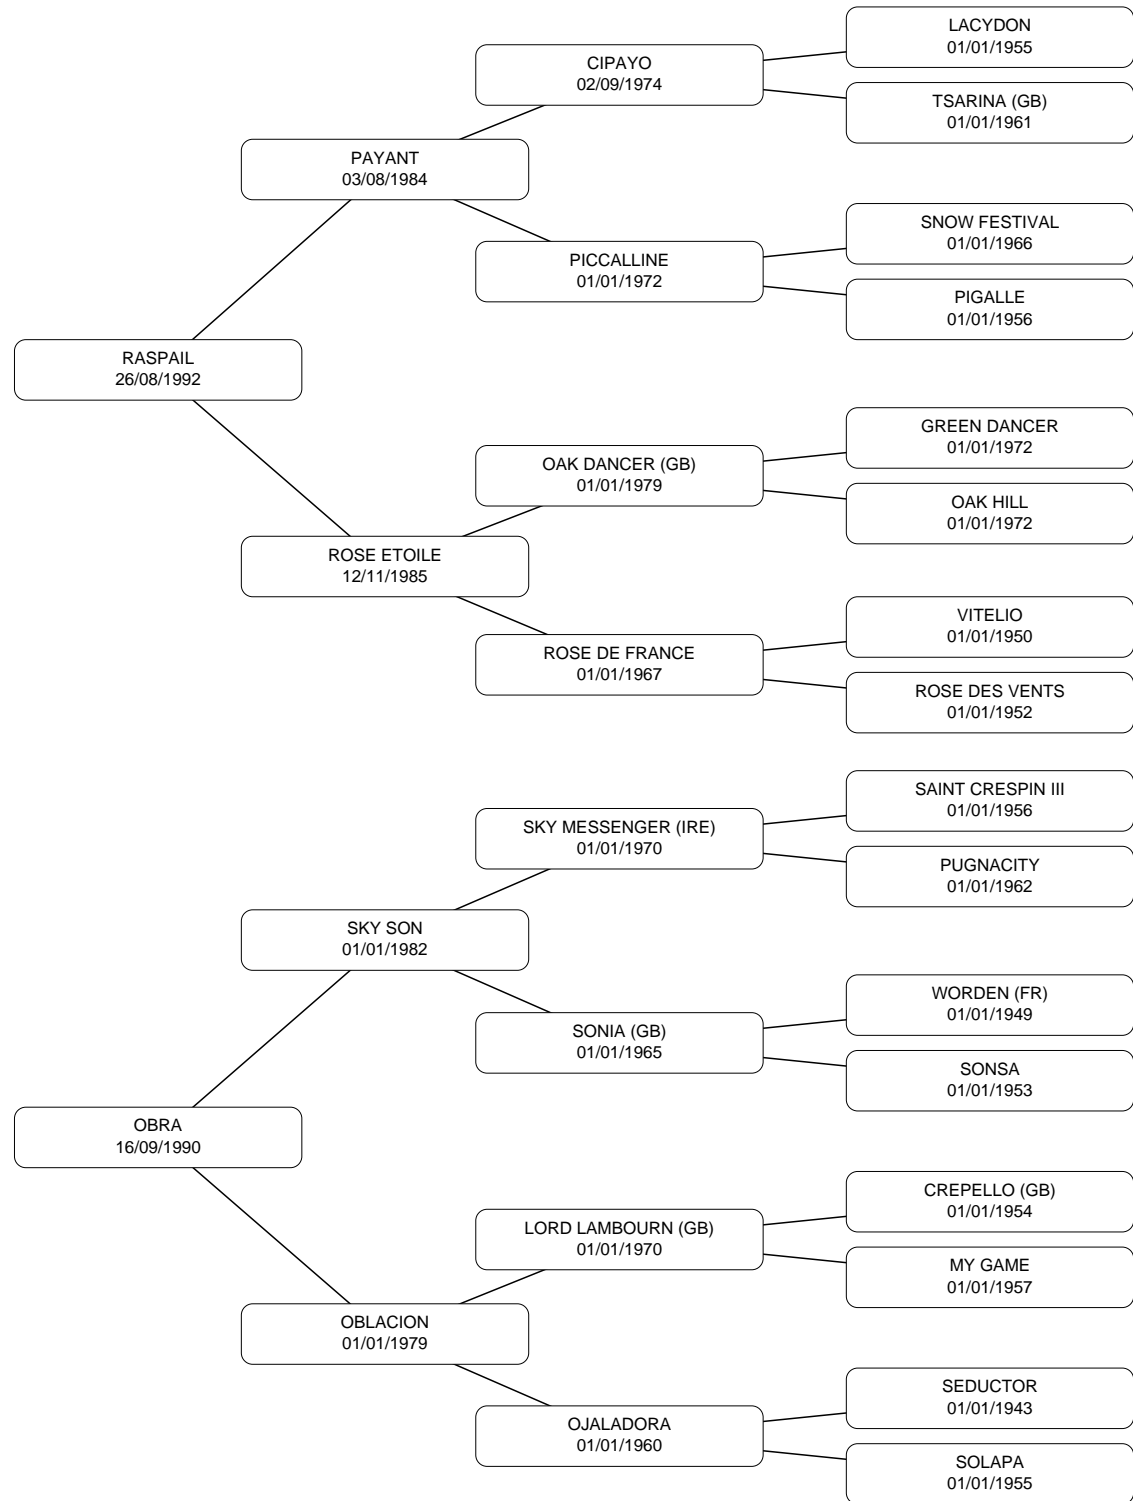 LACYDON
01/01/1955
CIPAYO
02/09/1974
TSARINA (GB)
01/01/1961
PAYANT
03/08/1984
SNOW FESTIVAL
01/01/1966
PICCALLINE
01/01/1972
PIGALLE
01/01/1956
RASPAIL
26/08/1992
GREEN DANCER
01/01/1972
OAK DANCER (GB)
01/01/1979
OAK HILL
01/01/1972
ROSE ETOILE
12/11/1985
VITELIO
01/01/1950
ROSE DE FRANCE
01/01/1967
ROSE DES VENTS
01/01/1952
SAINT CRESPIN III
01/01/1956
SKY MESSENGER (IRE)
01/01/1970
PUGNACITY
01/01/1962
SKY SON
01/01/1982
WORDEN (FR)
01/01/1949
SONIA (GB)
01/01/1965
SONSA
01/01/1953
OBRA
16/09/1990
CREPELLO (GB)
01/01/1954
LORD LAMBOURN (GB)
01/01/1970
MY GAME
01/01/1957
OBLACION
01/01/1979
SEDUCTOR
01/01/1943
OJALADORA
01/01/1960
SOLAPA
01/01/1955